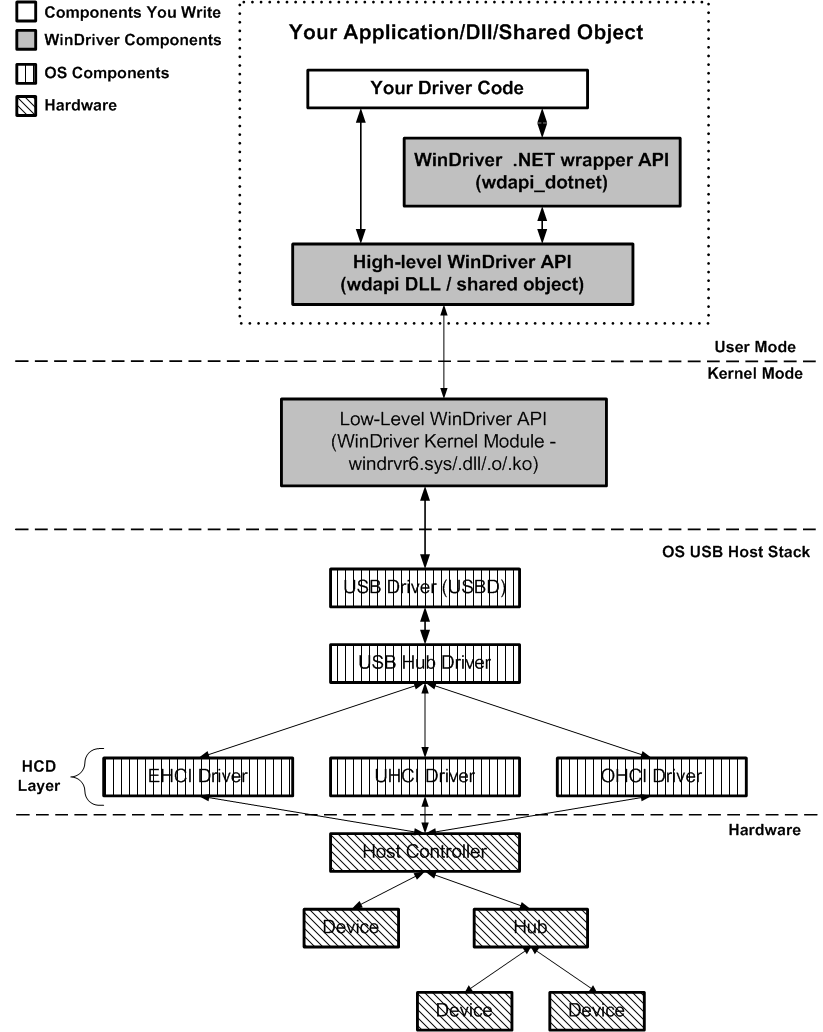 Components You Write
WinDriver Components
OS Components
Hardware
Your Application/Dll/Shared Object
Your Driver Code
WinDriver .NET wrapper API
(wdapi_dotnet)
High-level WinDriver API
(wdapi DLL / shared object)
User Mode
Kernel Mode
Low-Level WinDriver API
(WinDriver Kernel Module -
windrvr6.sys/.dll/.o/.ko)
OS USB Host Stack
USB Driver (USBD)
USB Hub Driver
HCD
Layer
EHCI Driver
UHCI Driver
OHCI Driver
Hardware
Host Controller
Device
Hub
Device
Device